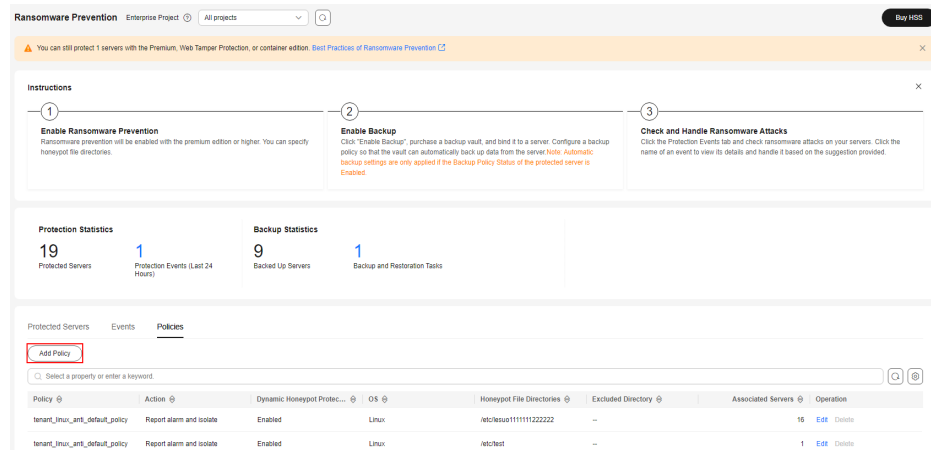 Ransomware Prevention Enterprise Project All projects Buy HSS
You can still protect 1 servers with the Premium, Web Tamper Protection, or container edition. Best Practices of Ransomware Prevention
Instructions
1
Enable Ransomware Prevention
Ransomware prevention will be enabled with the premium edition or higher. You can specify
honeypot file directories.
2
Enable Backup
Click "Enable Backup", purchase a backup vault, and bind it to a server. Configure a backup
policy so that the vault can automatically back up data from the server.Note: Automatic
backup settings are only applied if the Backup Policy Status of the protected server is
Enabled.
3
Check and Handle Ransomware Attacks
Click the Protection Events tab and check ransomware attacks on your servers. Click the
name of an event to view its details and handle it based on the suggestion provided.
Protection Statistics
19
Protected Servers
1
Protection Events (Last 24
Hours)
Backup Statistics
9
Backed Up Servers
1
Backup and Restoration Tasks
Protected Servers Events Policies
Add Policy
Select a property or enter a keyword.
Policy Action Dynamic Honeypot Protec... OS Honeypot File Directories Excluded Directory Associated Servers Operation
tenant_linux_anti_default_policy Report alarm and isolate Enabled Linux -- 16 Edit Delete
tenant_linux_anti_default_policy Report alarm and isolate Enabled Linux /etc/test -- 1 Edit Delete